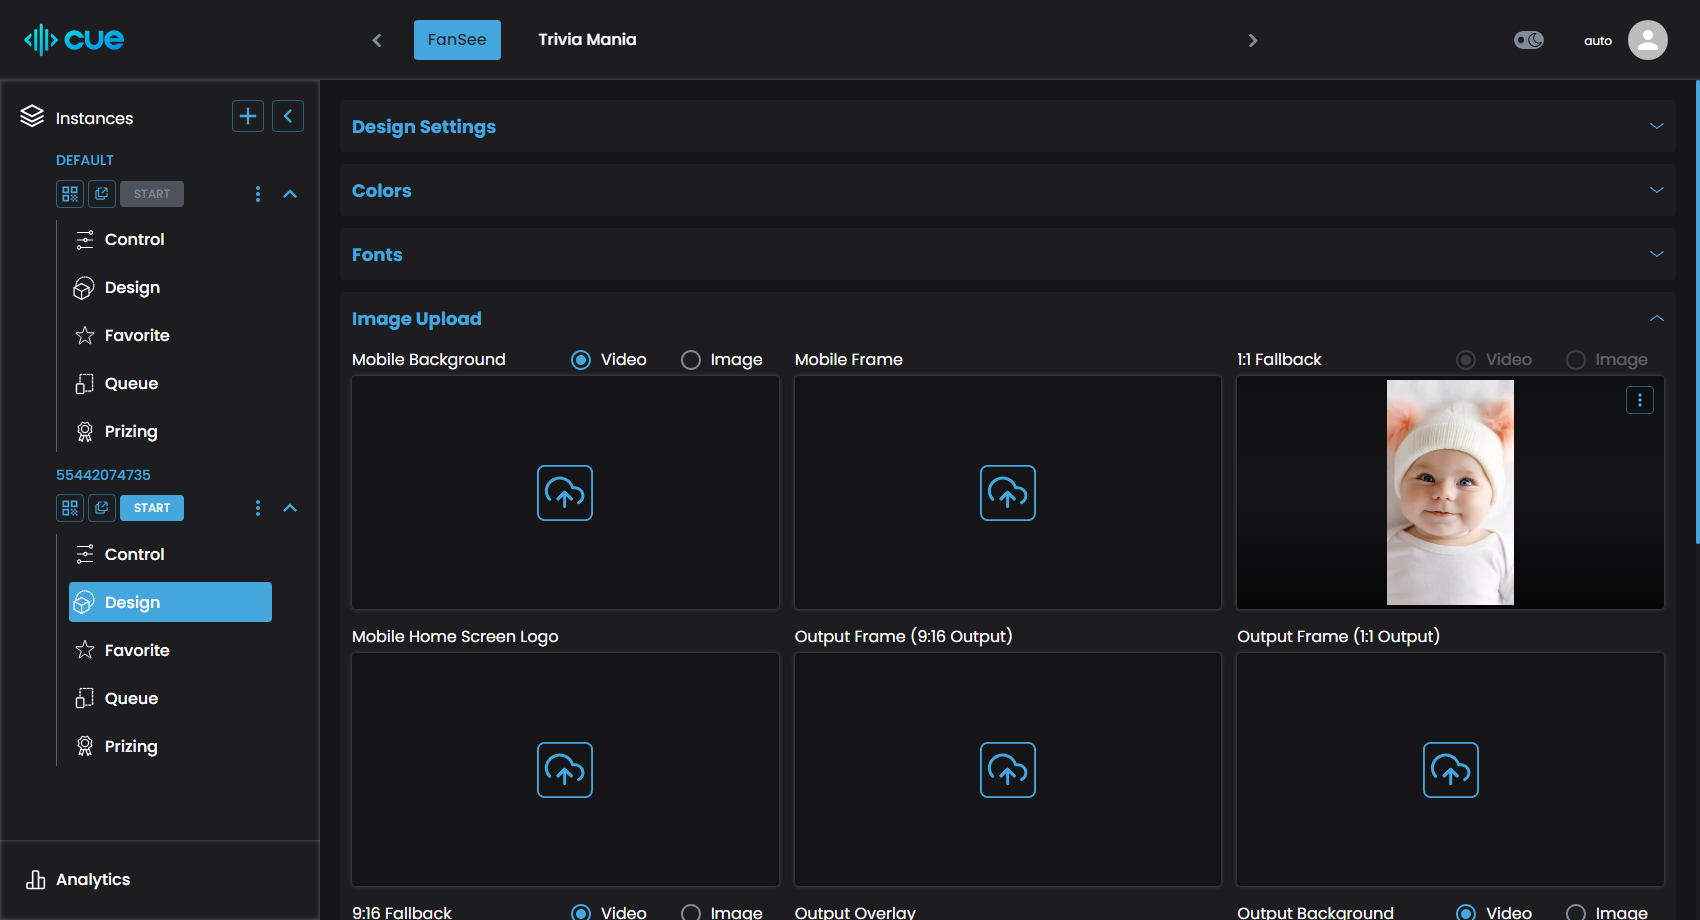 cue
FanSee
Trivia Mania
auto
Instances
DEFAULT
START
Control
Design
Favorite
Queue
Prizing
55442074735
START
Control
Design
Favorite
Queue
Prizing
Analytics
Design Settings
Colors
Fonts
Image Upload
Mobile Background Video Image
Mobile Frame
1:1 Fallback Video Image
Mobile Home Screen Logo
Output Frame (9:16 Output)
Output Frame (1:1 Output)
9:16 Fallback Video Image
Output Overlay
Output Background Video Image